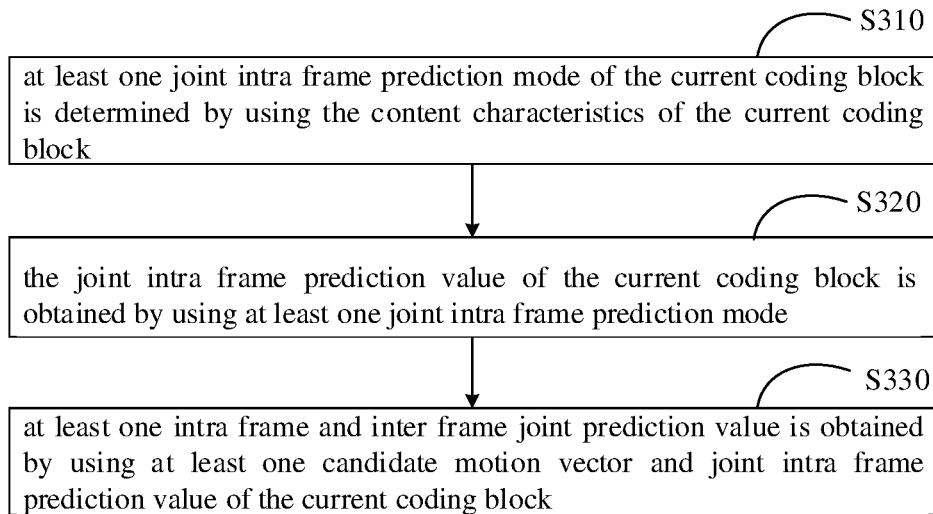 S310
at least one joint intra frame prediction mode of the current coding block
is determined by using the content characteristics of the current coding
block
S320
the joint intra frame prediction value of the current coding block is
obtained by using at least one joint intra frame prediction mode
S330
at least one intra frame and inter frame joint prediction value is obtained
by using at least one candidate motion vector and joint intra frame
prediction value of the current coding block